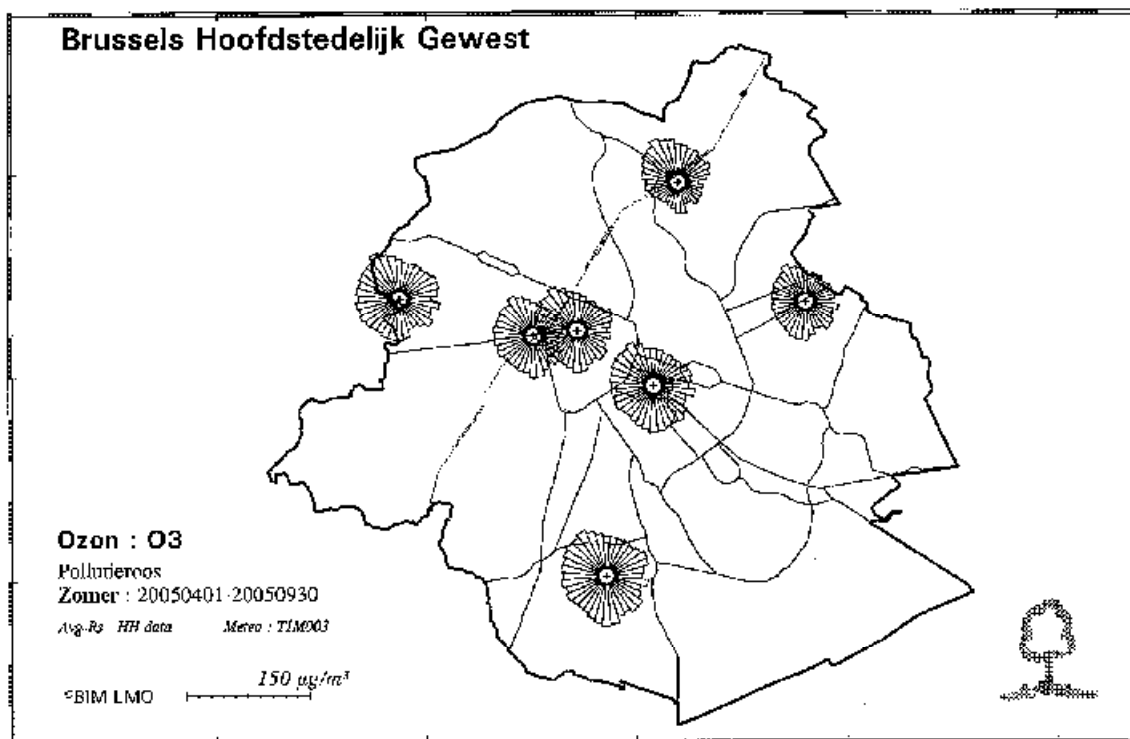 Brussels Hoofdstedelijk Gewest
Ozon : O3
Pollutieroos
Zomer : 20050401-20050930
Avg-Rs HH data Meteo : T1M003
150 µg/m³
©BIM LMO